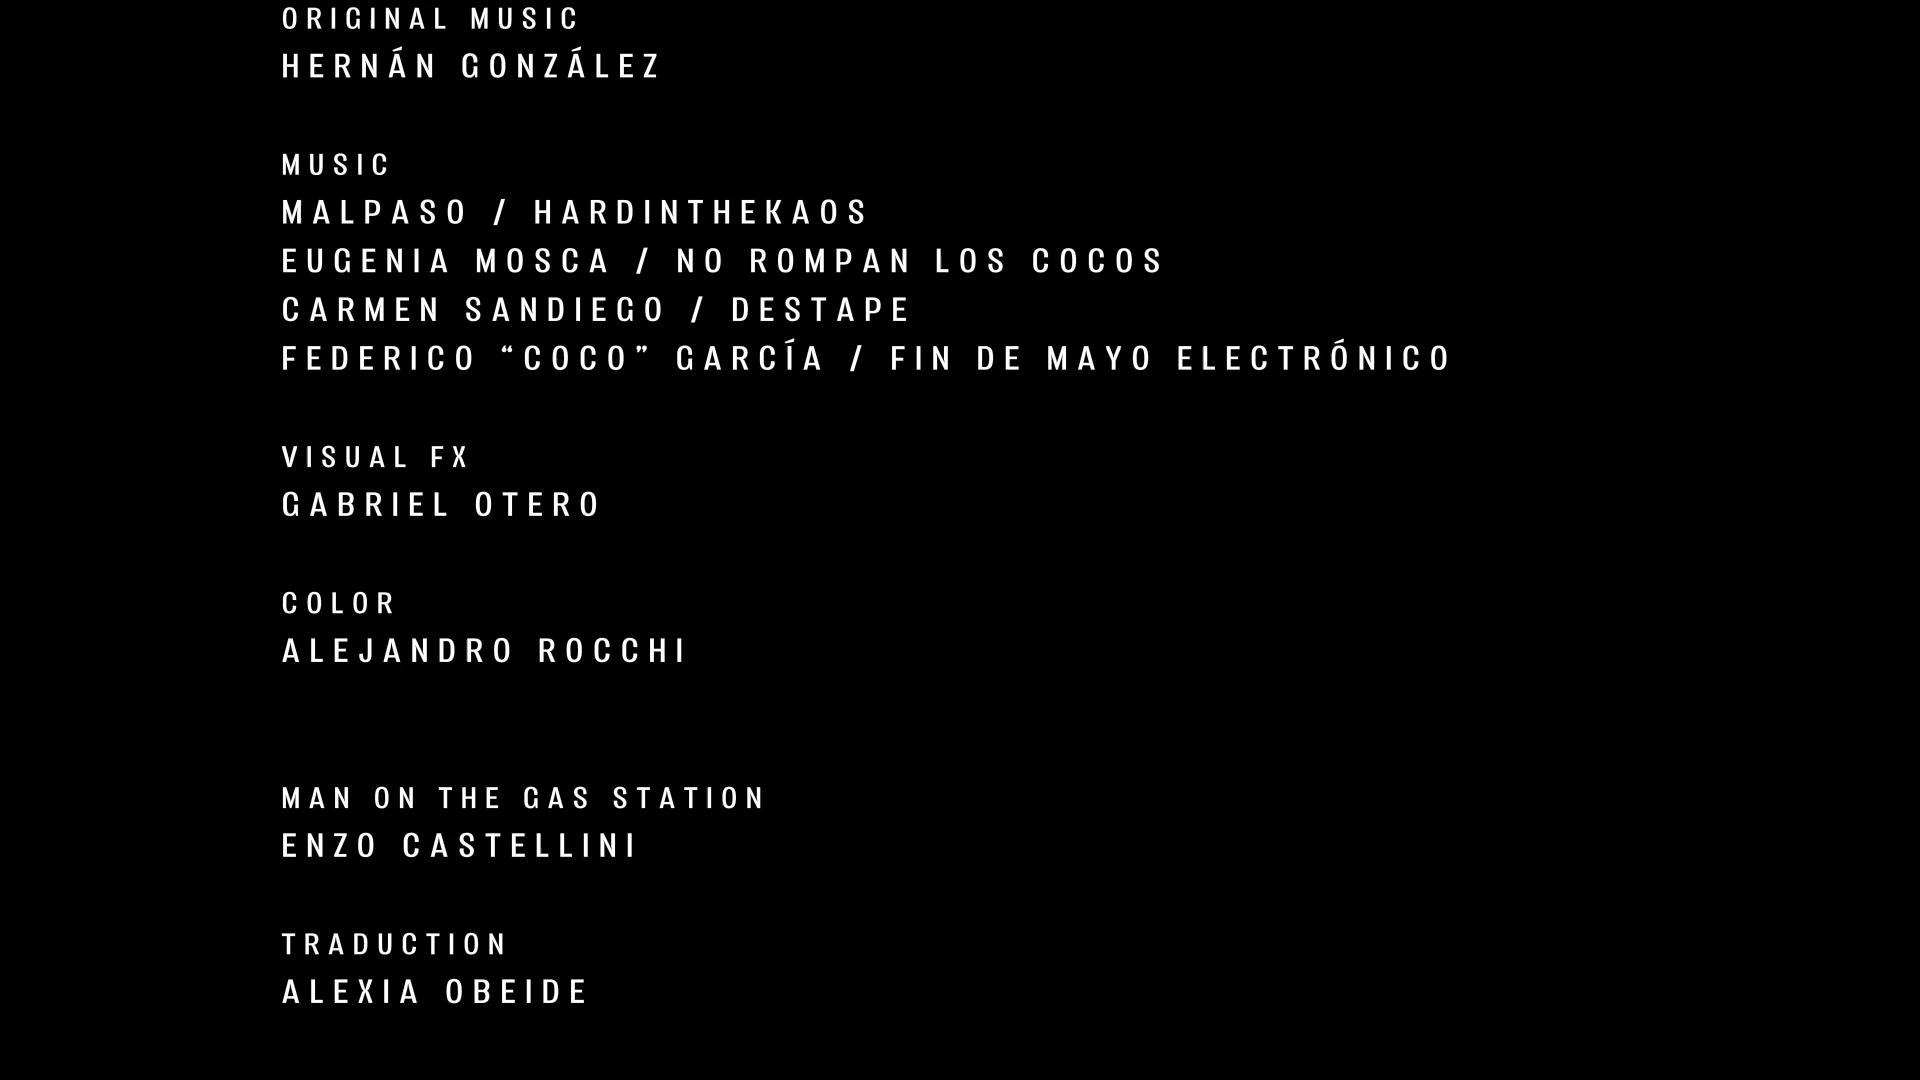 ORIGINAL MUSIC
HERNÁN GONZÁLEZ
MUSIC
MALPASO / HARDINTHEKAOS
EUGENIA MOSCA / NO ROMPAN LOS COCOS
CARMEN SANDIEGO / DESTAPE
FEDERICO “COCO” GARCÍA / FIN DE MAYO ELECTRÓNICO
VISUAL FX
GABRIEL OTERO
COLOR
ALEJANDRO ROCCHI
MAN ON THE GAS STATION
ENZO CASTELLINI
TRADUCTION
ALEXIA OBEIDE